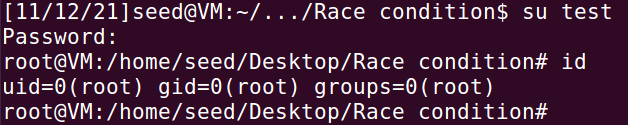 [11/12/21]seed@VM:~/.../Race condition$ su test
Password:
root@VM:/home/seed/Desktop/Race condition# id
uid=0(root) gid=0(root) groups=0(root)
root@VM:/home/seed/Desktop/Race condition#